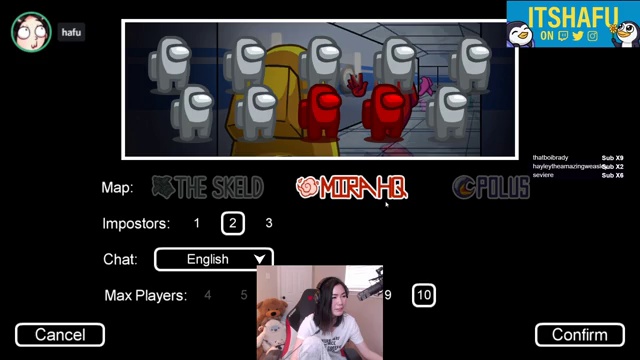 hafu
ITSHAFU
ON
thatboibrady Sub X9
Sub X2
seviere Sub X6
Map: THE SKELD MIRA HQ POLUS
Impostors: 1 2 3
Chat: English
Max Players: 4 5 9 10
Cancel
Confirm